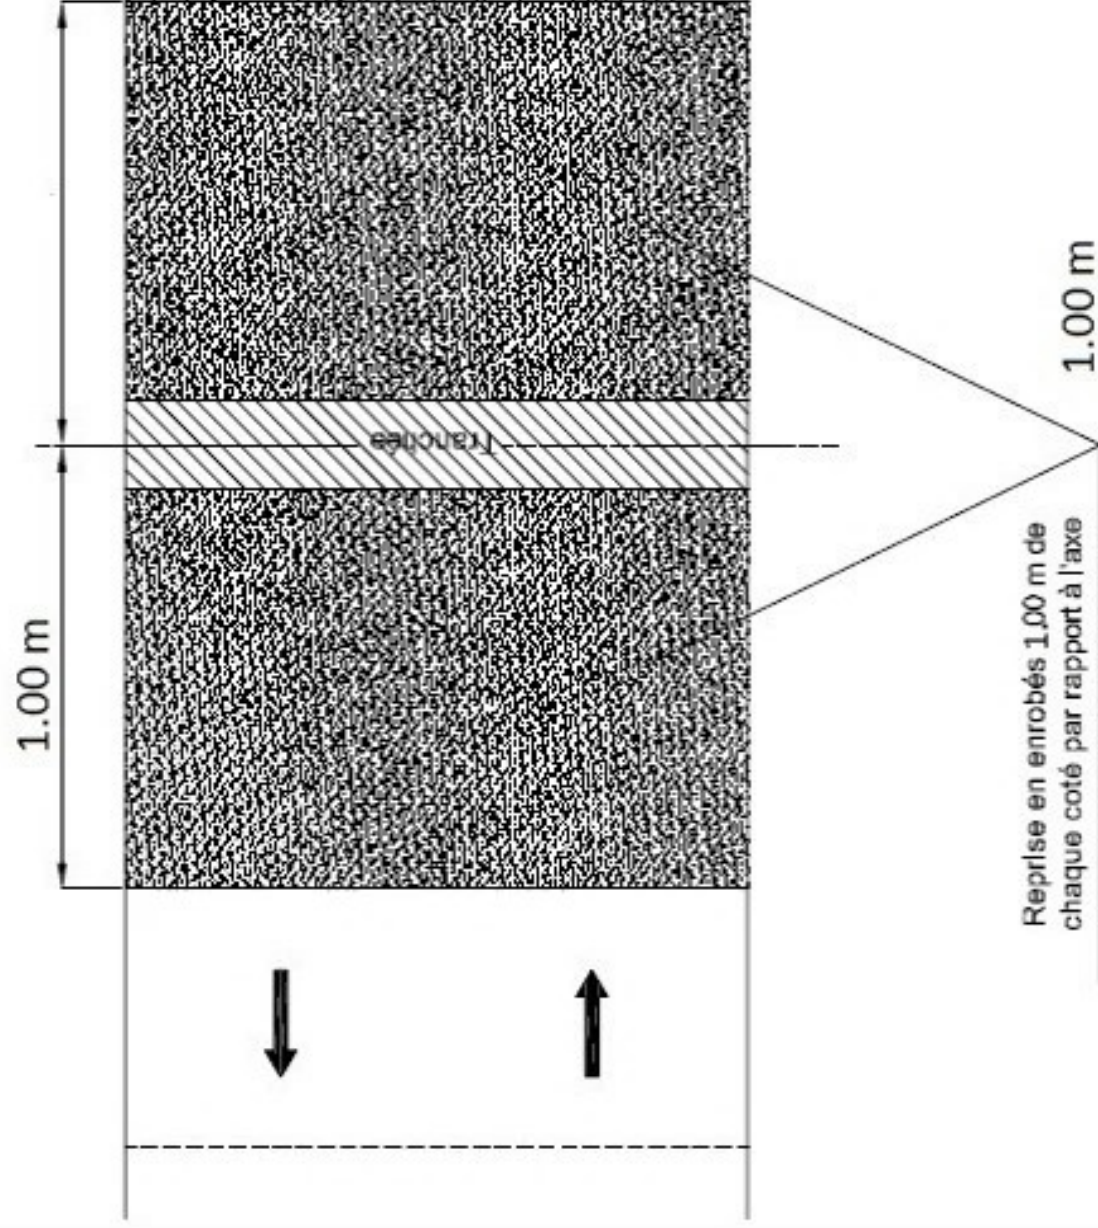 1.00 m
Tranchée
1.00 m
Reprise en enrobés 1,00 m de
chaque coté par rapport à l'axe